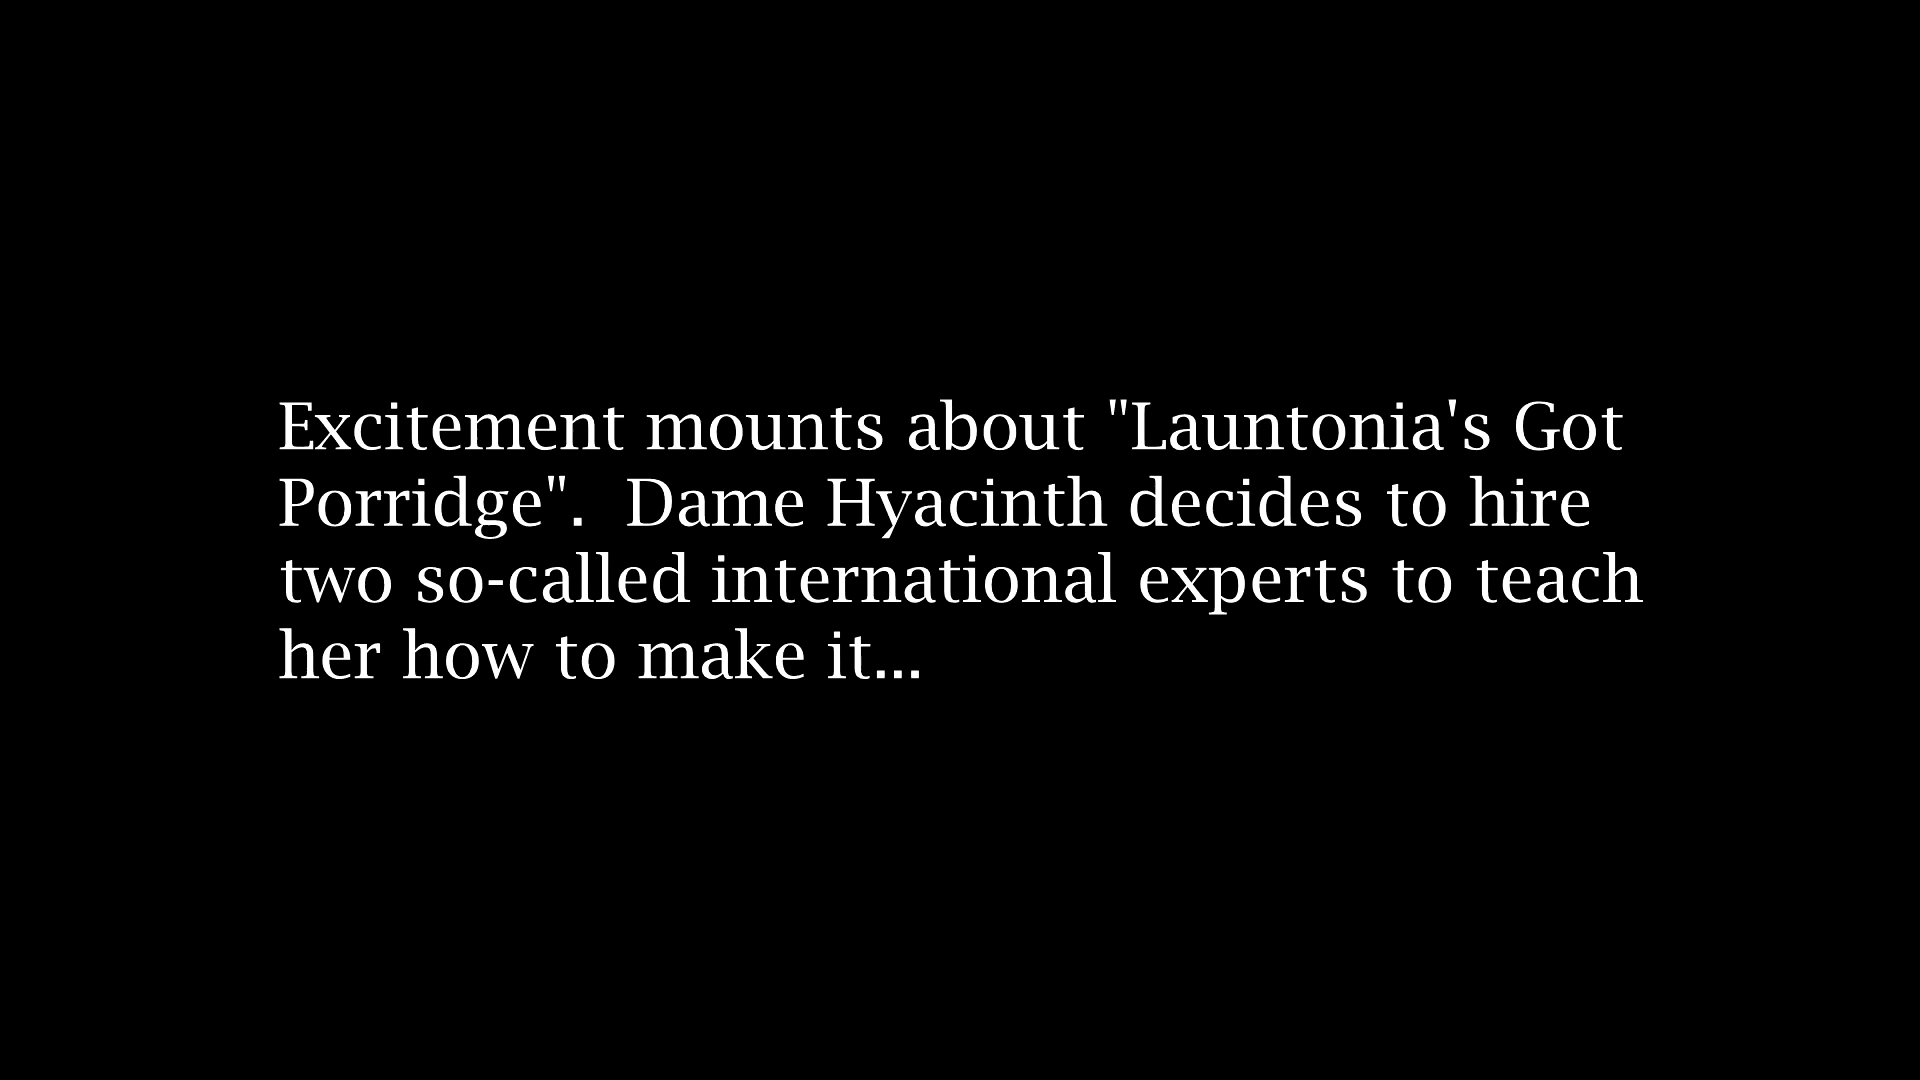 Excitement mounts about "Launtonia's Got
Porridge".  Dame Hyacinth decides to hire
two so-called international experts to teach
her how to make it...